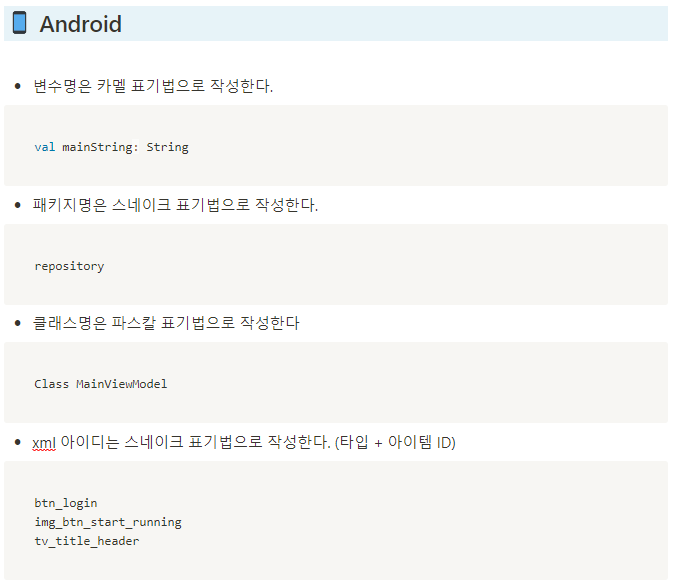 Android
변수명은 카멜 표기법으로 작성한다.
val mainString: String
패키지명은 스네이크 표기법으로 작성한다.
repository
클래스명은 파스칼 표기법으로 작성한다
Class MainViewModel
xml 아이디는 스네이크 표기법으로 작성한다. (타입 + 아이템 ID)
btn_login
img_btn_start_running
tv_title_header